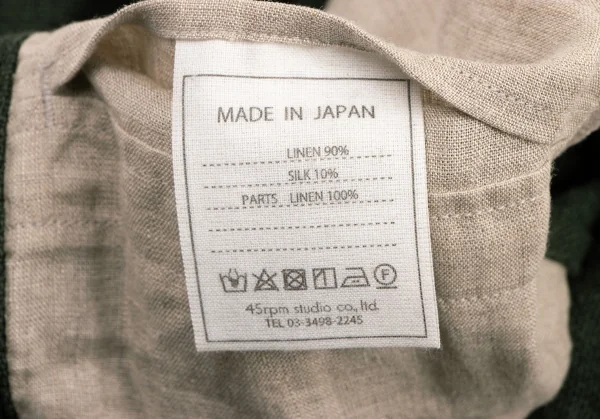 MADE IN JAPAN
LINEN 90%
SILK 10%
PARTS LINEN 100%
F
45rpm studio co., ltd.
TEL 03-3498-2245